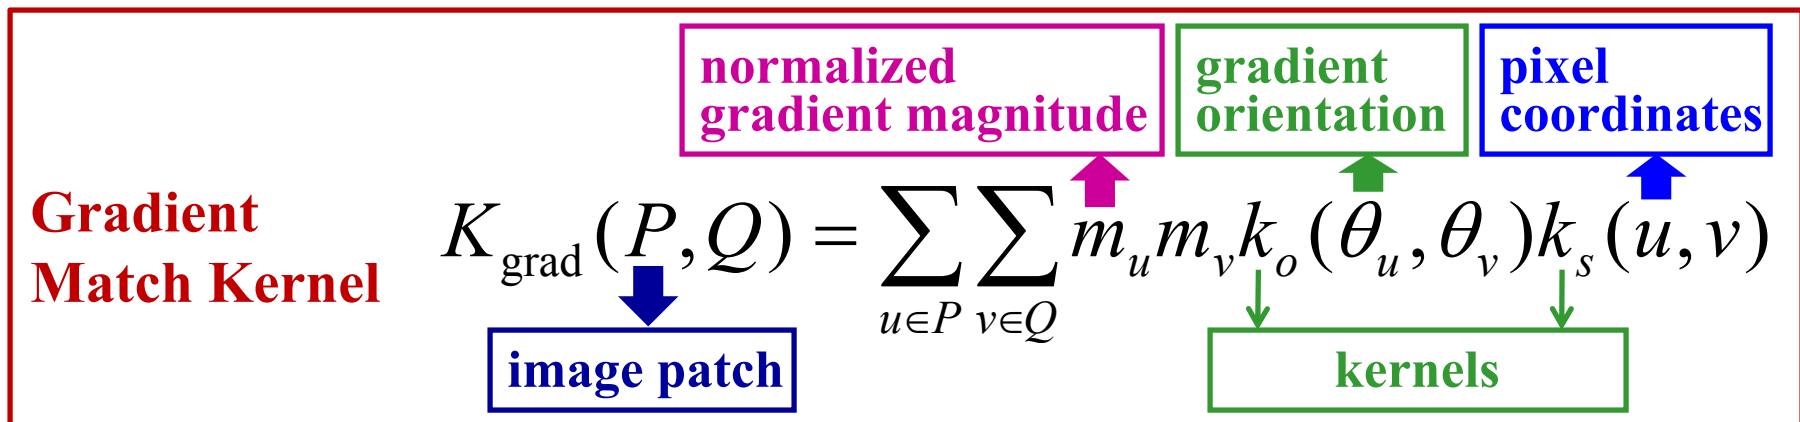 normalized
gradient magnitude
gradient
orientation
pixel
coordinates
Gradient
Match Kernel
K_grad(P,Q) = ∑_{u∈P} ∑_{v∈Q} m_u m_v k_o(θ_u,θ_v) k_s(u,v)
image patch
kernels